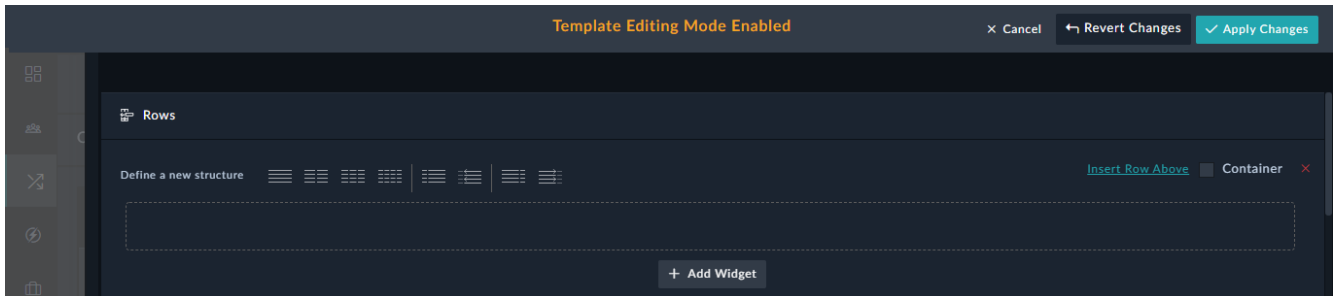 Template Editing Mode Enabled
Cancel
Revert Changes
Apply Changes
Rows
Define a new structure
Insert Row Above
Container
+ Add Widget